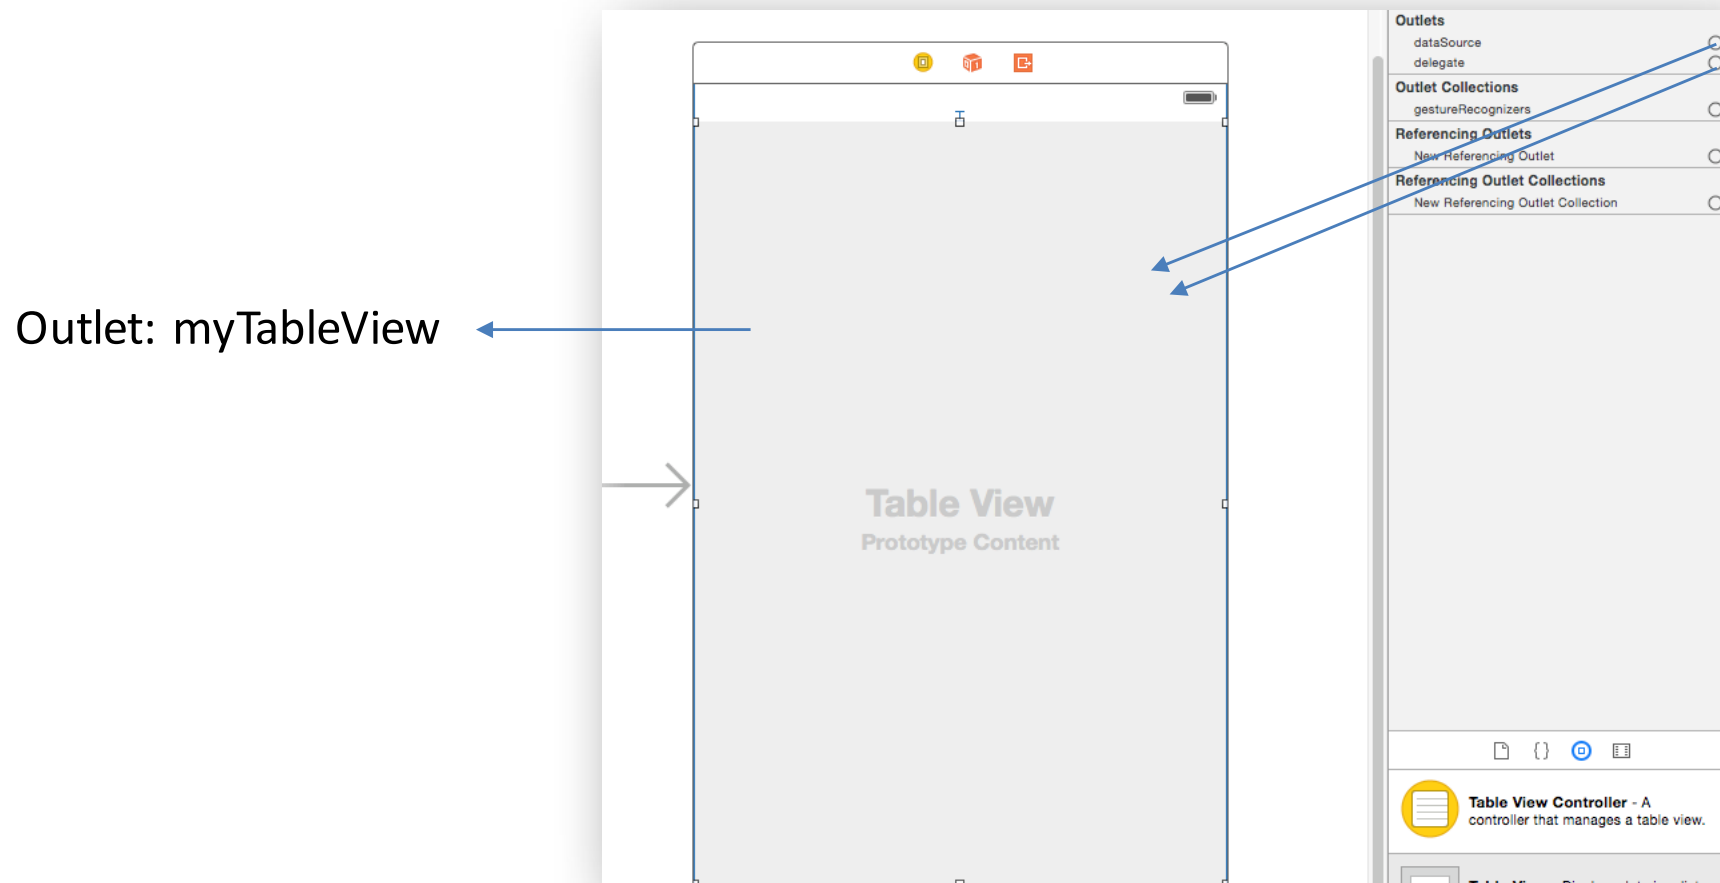 Outlets
dataSource
delegate
Outlet Collections
gestureRecognizers
Referencing Outlets
New Referencing Outlet
Referencing Outlet Collections
New Referencing Outlet Collection
Outlet: myTableView
Table View
Prototype Content
{}
Table View Controller - A
controller that manages a table view.